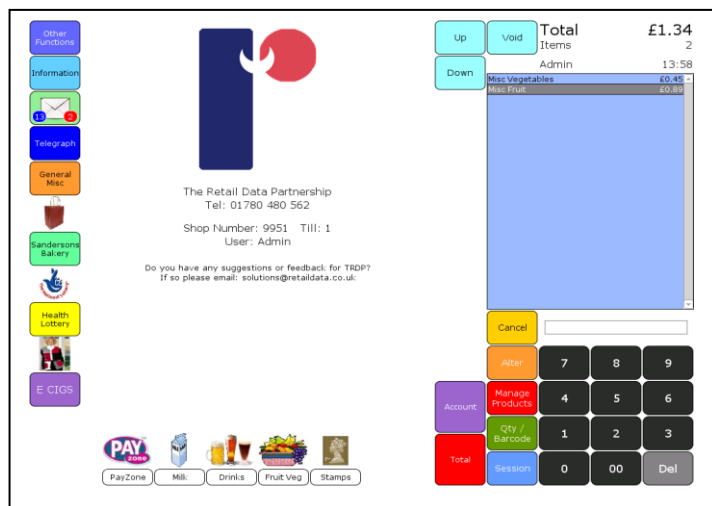 Other
Functions
Information
13
2
Telegraph
General
Misc
Sandersons
Bakery
Health
Lottery
E CIGS
The Retail Data Partnership
Tel: 01780 480 562
Shop Number: 9951 Till: 1
User: Admin
Do you have any suggestions or feedback for TRDP?
If so please email: solutions@retaildata.co.uk
PAY
zone
PayZone
Milk
Drinks
Fruit Veg
Stamps
Up
Void
Down
Total £1.34
Items 2
Admin 13:58
Misc Vegetables £0.45
Misc Fruit £0.89
Cancel
Alter
7
8
9
Account
Manage
Products
4
5
6
Qty /
Barcode
1
2
3
Total
Session
0
00
Del